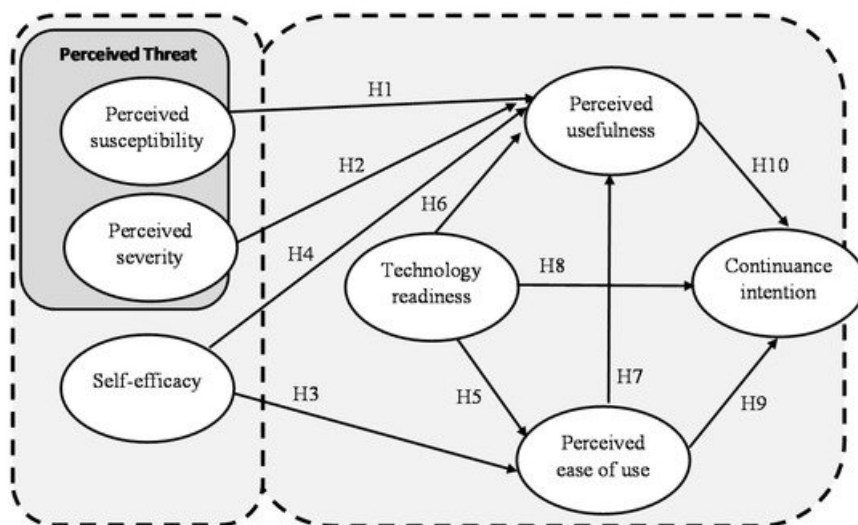 Perceived Threat
Perceived
susceptibility
Perceived
severity
Self-efficacy
H1
H2
H4
H3
H6
H5
Technology
readiness
Perceived
usefulness
H8
H7
Perceived
ease of use
H10
H9
Continuance
intention